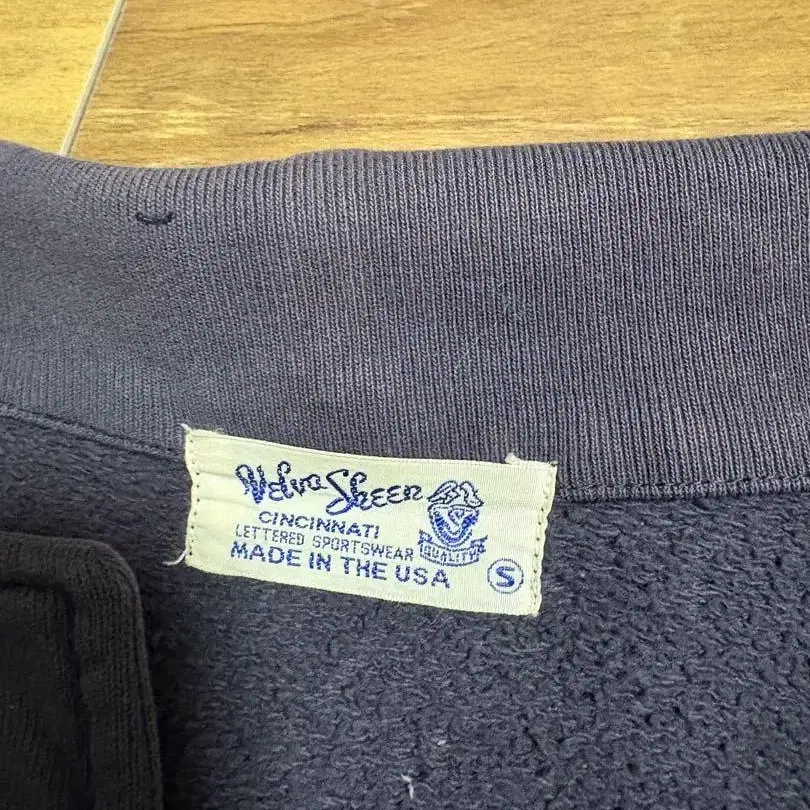 Velva Sheen
CINCINNATI
LETTERED SPORTSWEAR
MADE IN THE USA
QUALITY
S